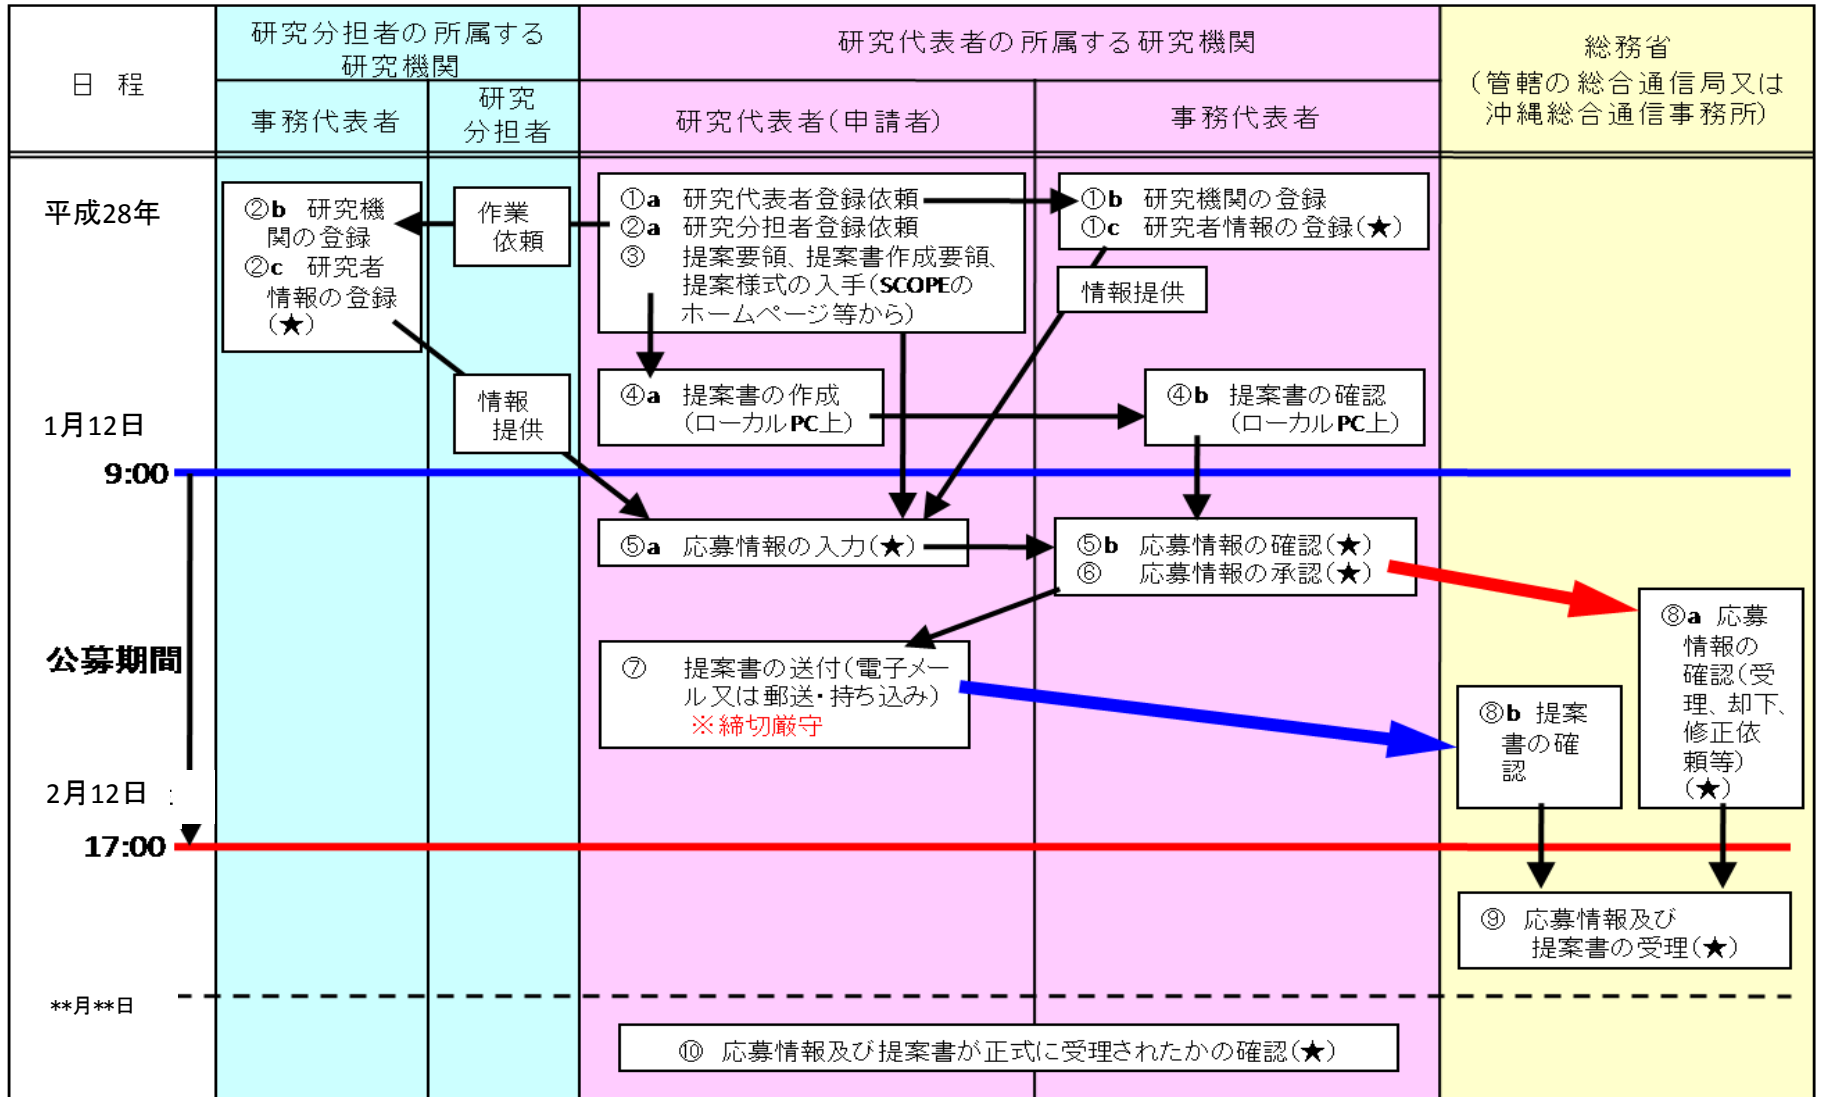 日 程
研究分担者の所属する
研究機関
事務代表者
研究
分担者
研究代表者の所属する研究機関
研究代表者(申請者)
事務代表者
総務省
(管轄の総合通信局又は
沖縄総合通信事務所)
平成28年
②b 研究機
関の登録
②c 研究者
情報の登録
(★)
作業
依頼
①a 研究代表者登録依頼
②a 研究分担者登録依頼
③ 提案要領、提案書作成要領、
提案様式の入手(SCOPEの
ホームページ等から)
①b 研究機関の登録
①c 研究者情報の登録(★)
情報提供
情報
提供
④a 提案書の作成
(ローカルPC上)
④b 提案書の確認
(ローカルPC上)
1月12日
9:00
⑤a 応募情報の入力(★)
⑤b 応募情報の確認(★)
⑥ 応募情報の承認(★)
公募期間
⑦ 提案書の送付(電子メー
ル又は郵送・持ち込み)
※締切厳守
⑧a 応募
情報の
確認(受
理、却下、
修正依
頼等)
(★)
⑧b 提案
書の確
認
2月12日
17:00
⑨ 応募情報及び
提案書の受理(★)
**月**日
⑩ 応募情報及び提案書が正式に受理されたかの確認(★)